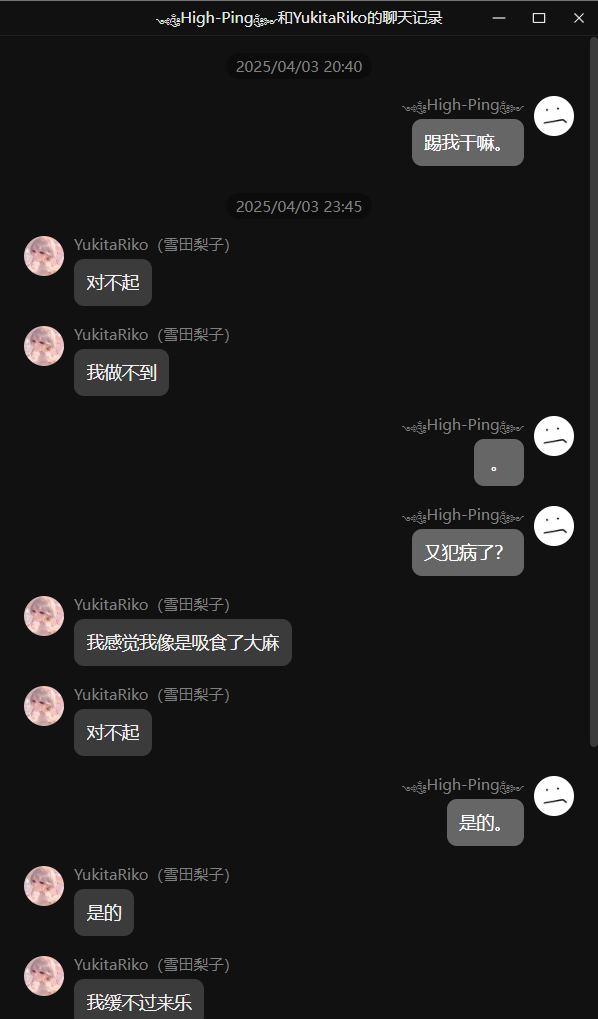 High-Ping和YukitaRiko的聊天记录
2025/04/03 20:40
High-Ping
踢我干嘛。
2025/04/03 23:45
YukitaRiko（雪田梨子）
对不起
YukitaRiko（雪田梨子）
我做不到
High-Ping
。
High-Ping
又犯病了？
YukitaRiko（雪田梨子）
我感觉我像是吸食了大麻
YukitaRiko（雪田梨子）
对不起
High-Ping
是的。
YukitaRiko（雪田梨子）
是的
YukitaRiko（雪田梨子）
我缓不过来乐